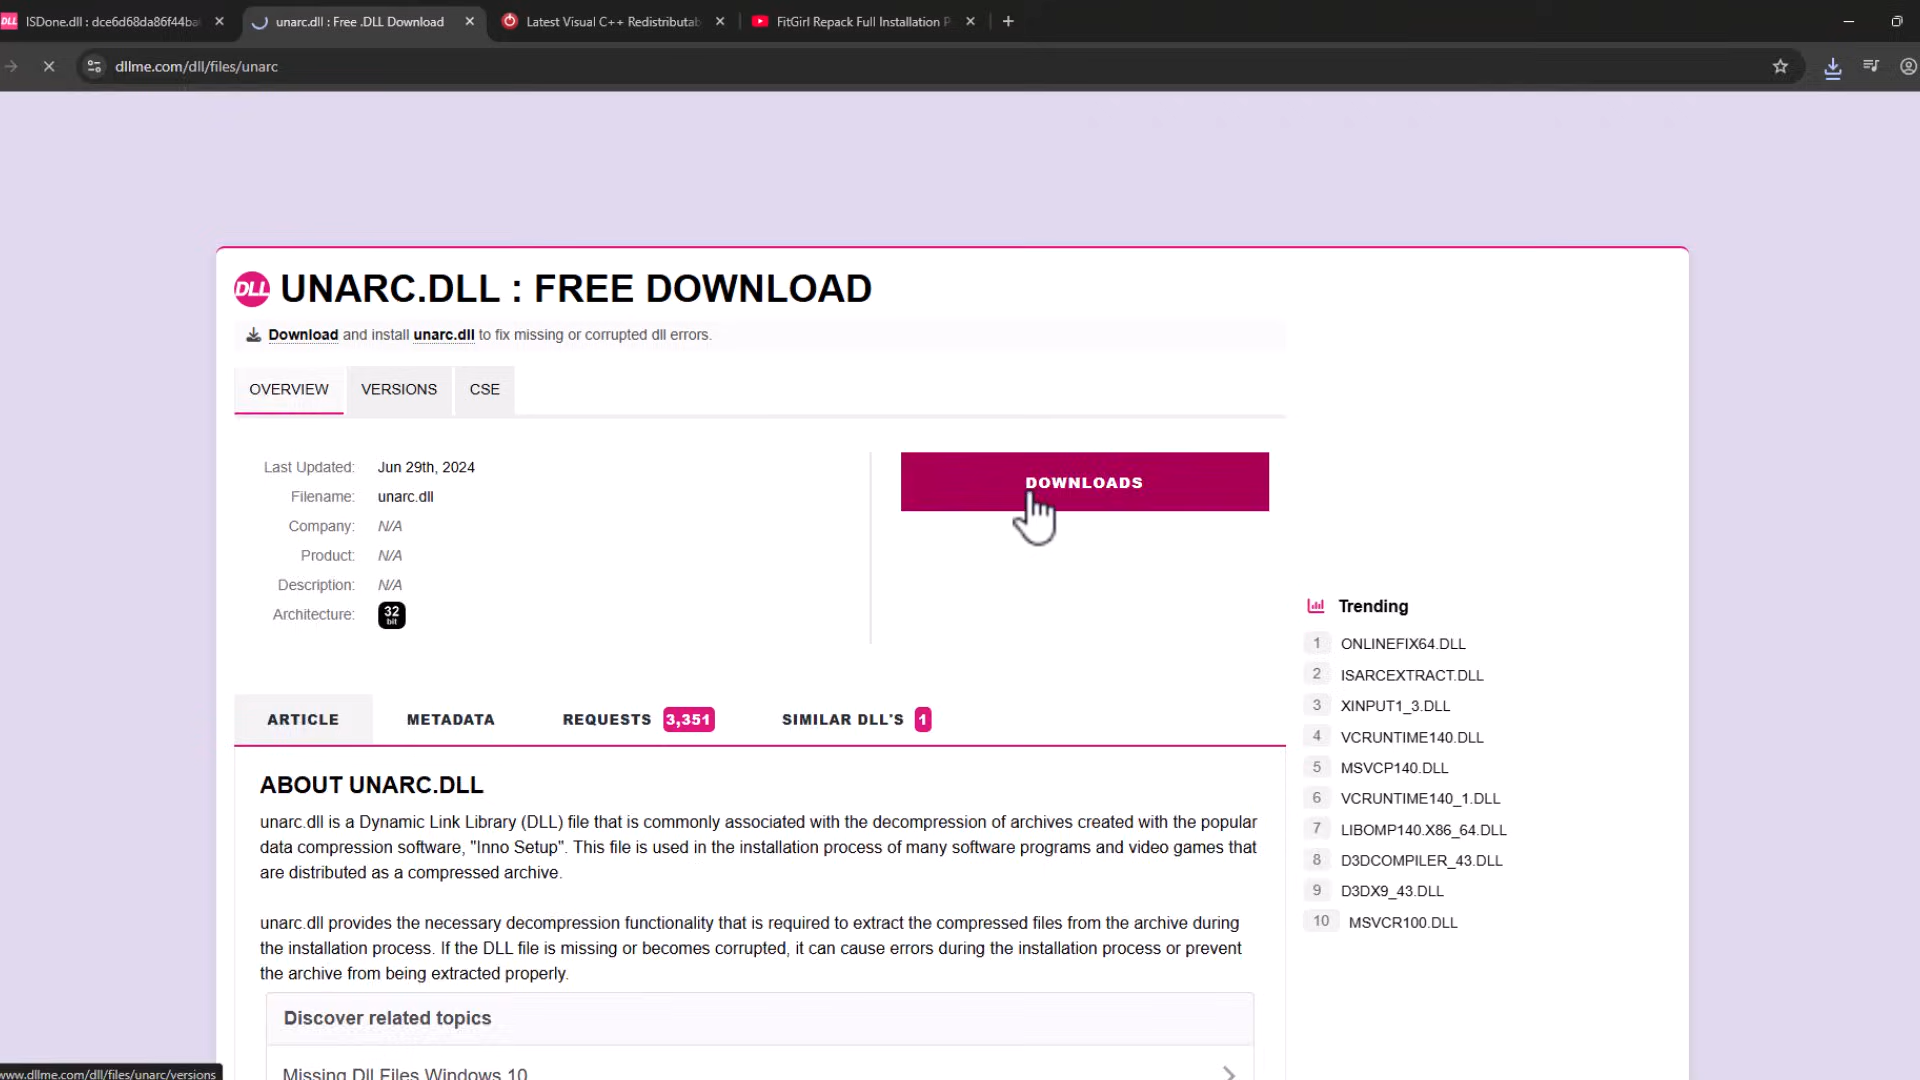 DLL ISDone.dll : dce6d68da86f44ba
unarc.dll : Free .DLL Download
Latest Visual C++ Redistributab
FitGirl Repack Full Installation P
dllme.com/dll/files/unarc
DLL UNARC.DLL : FREE DOWNLOAD
Download and install unarc.dll to fix missing or corrupted dll errors.
OVERVIEW VERSIONS CSE
Last Updated: Jun 29th, 2024
Filename: unarc.dll
Company: N/A
Product: N/A
Description: N/A
Architecture: 32 bit
DOWNLOADS
ARTICLE METADATA REQUESTS 3,351 SIMILAR DLL'S 1
ABOUT UNARC.DLL
unarc.dll is a Dynamic Link Library (DLL) file that is commonly associated with the decompression of archives created with the popular
data compression software, "Inno Setup". This file is used in the installation process of many software programs and video games that
are distributed as a compressed archive.
unarc.dll provides the necessary decompression functionality that is required to extract the compressed files from the archive during
the installation process. If the DLL file is missing or becomes corrupted, it can cause errors during the installation process or prevent
the archive from being extracted properly.
Discover related topics
Missing Dll Files Windows 10
Trending
1 ONLINEFIX64.DLL
2 ISARCEXTRACT.DLL
3 XINPUT1_3.DLL
4 VCRUNTIME140.DLL
5 MSVCP140.DLL
6 VCRUNTIME140_1.DLL
7 LIBOMP140.X86_64.DLL
8 D3DCOMPILER_43.DLL
9 D3DX9_43.DLL
10 MSVCR100.DLL
www.dllme.com/dll/files/unarc/versions